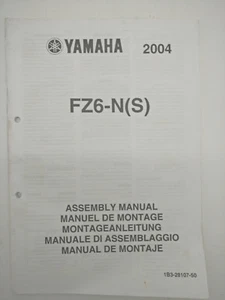 YAMAHA 2004
FZ6-N(S)
ASSEMBLY MANUAL
MANUEL DE MONTAGE
MONTAGEANLEITUNG
MANUALE DI ASSEMBLAGGIO
MANUAL DE MONTAJE